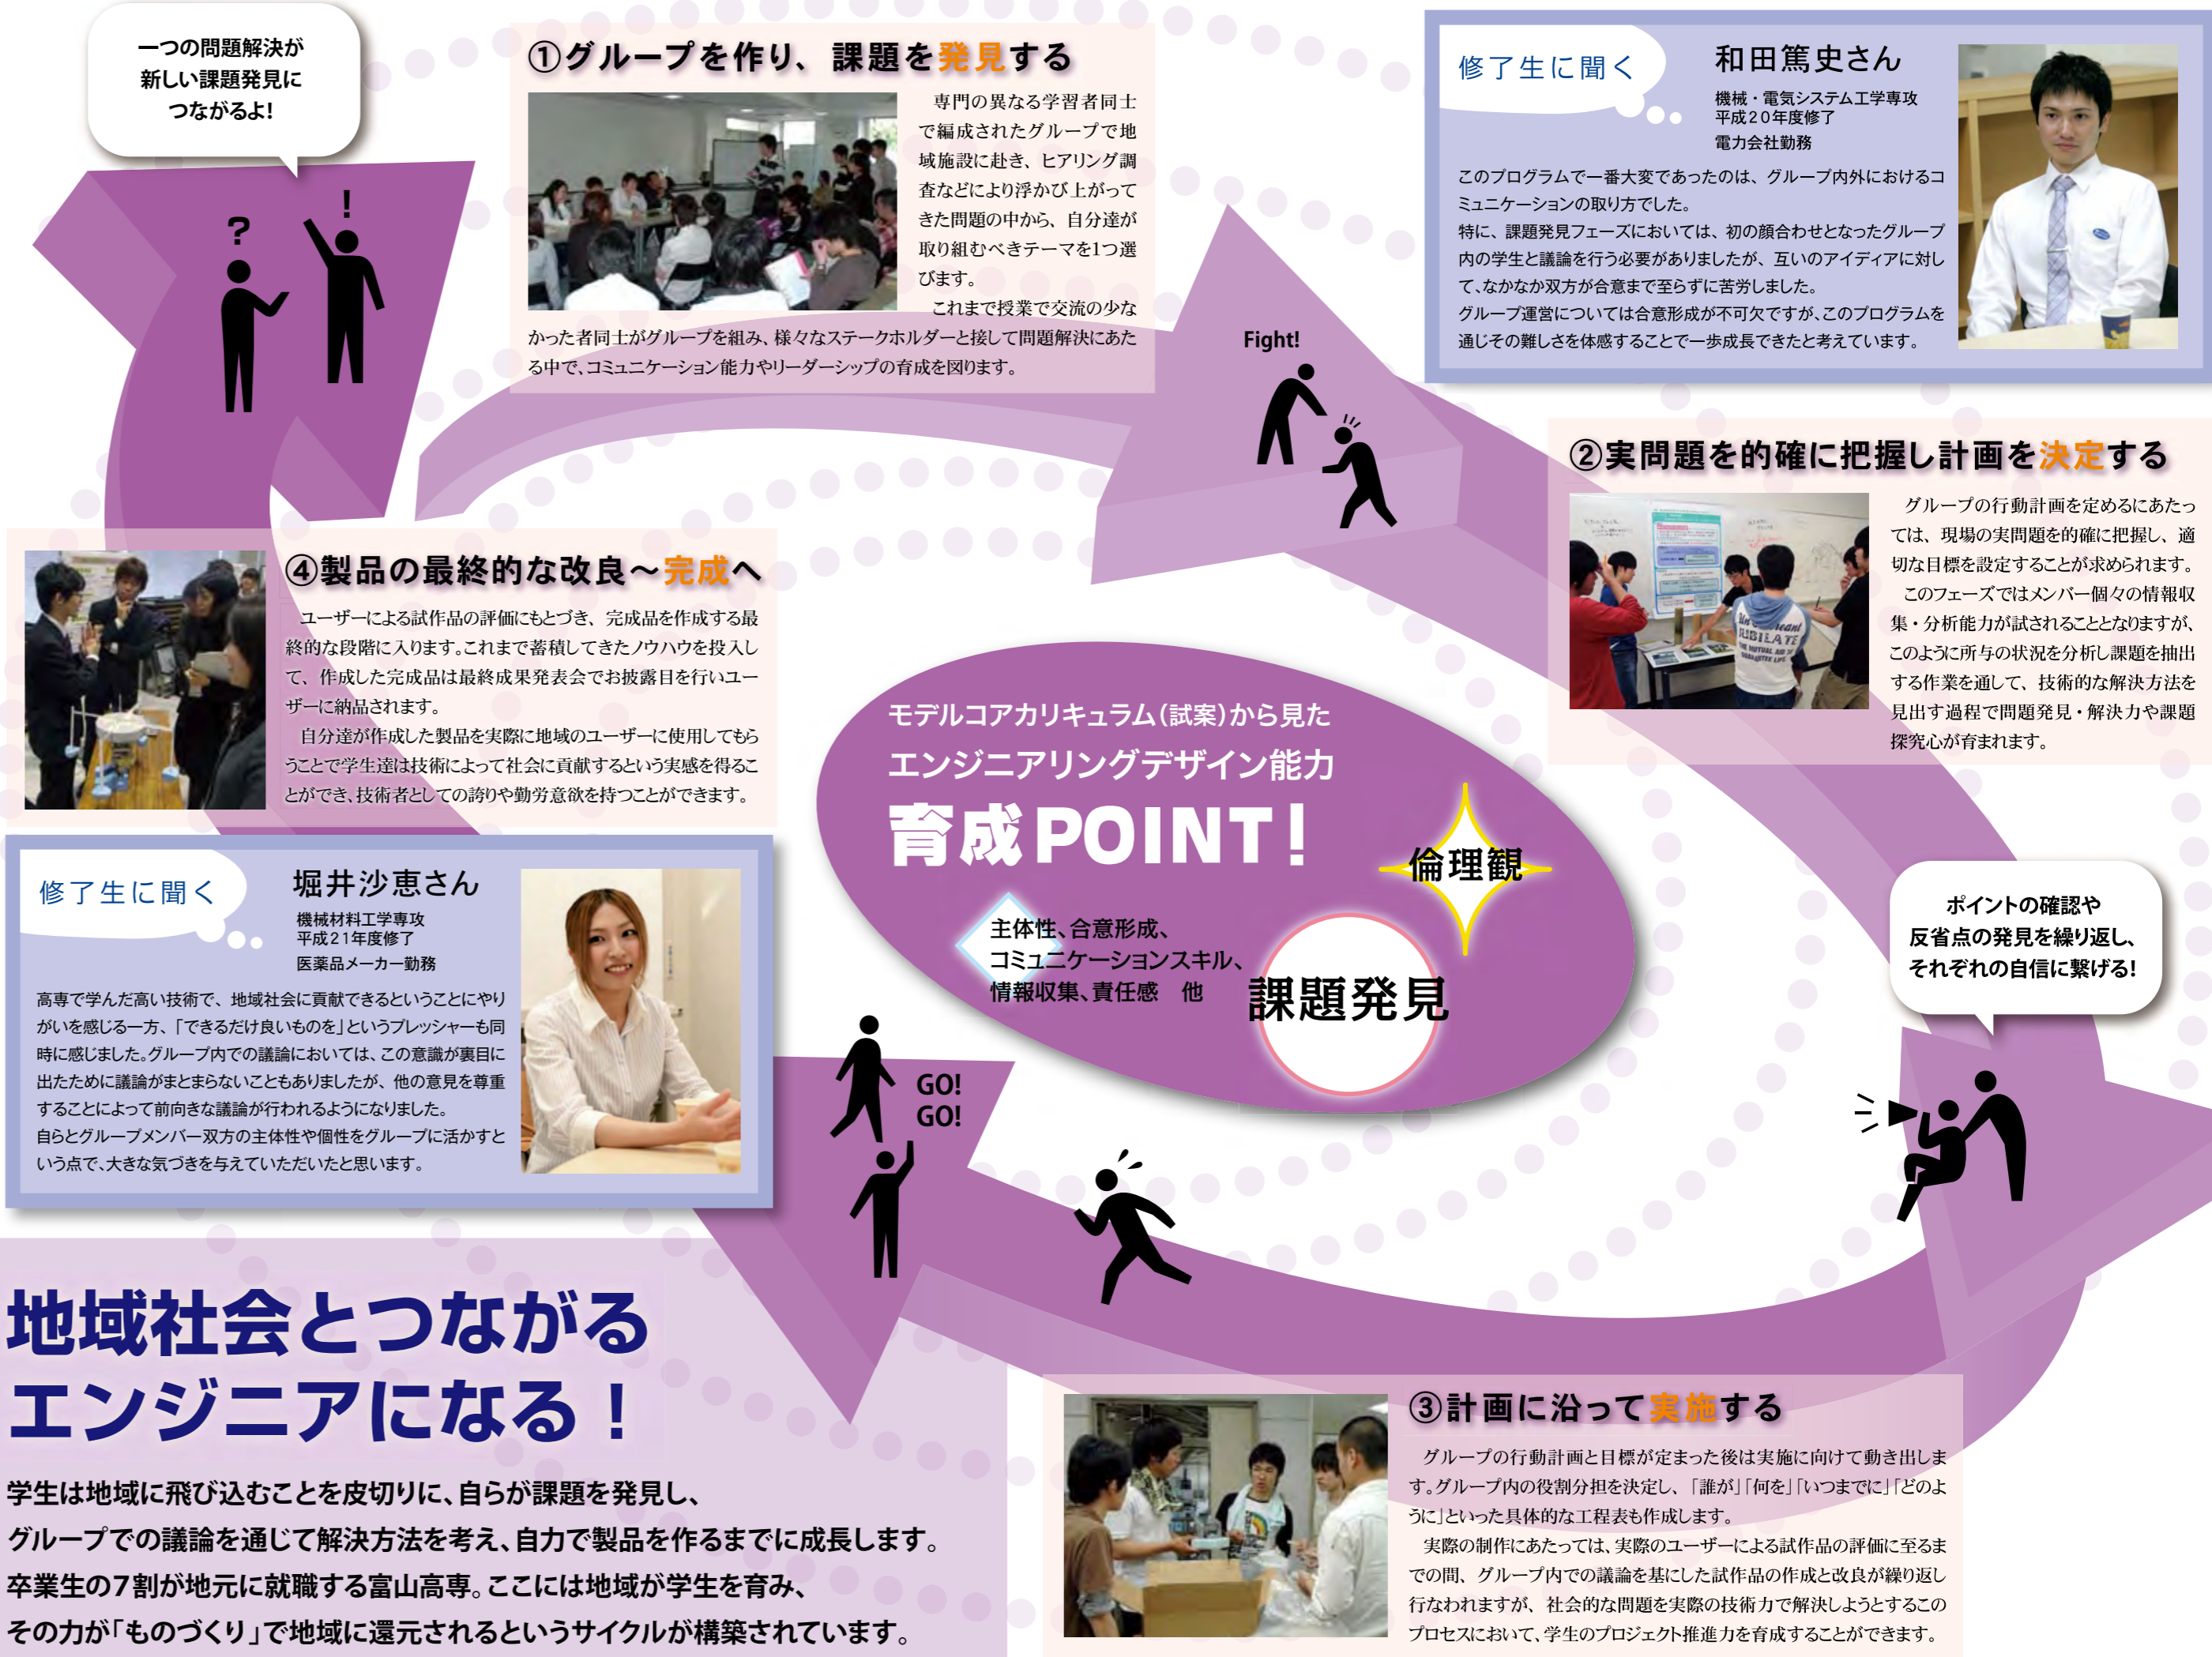 一つの問題解決が
新しい課題発見に
つながるよ!
?
!
①グループを作り、課題を発見する
専門の異なる学習者同士
で編成されたグループで地
域施設に赴き、ヒアリング調
査などにより浮かび上がって
きた問題の中から、自分達が
取り組むべきテーマを1つ選
びます。
これまで授業で交流の少な
かった者同士がグループを組み、様々なステークホルダーと接して問題解決にあた
る中で、コミュニケーション能力やリーダーシップの育成を図ります。
Fight!
修了生に聞く
和田篤史さん
機械・電気システム工学専攻
平成20年度修了
電力会社勤務
このプログラムで一番大変であったのは、グループ内外におけるコ
ミュニケーションの取り方でした。
特に、課題発見フェーズにおいては、初の顔合わせとなったグループ
内の学生と議論を行う必要がありましたが、互いのアイディアに対し
て、なかなか双方が合意まで至らずに苦労しました。
グループ運営については合意形成が不可欠ですが、このプログラムを
通じその難しさを体感することで一歩成長できたと考えています。
②実問題を的確に把握し計画を決定する
グループの行動計画を定めるにあたっ
ては、現場の実問題を的確に把握し、適
切な目標を設定することが求められます。
このフェーズではメンバー個々の情報収
集・分析能力が試されることとなりますが、
このように所与の状況を分析し課題を抽出
する作業を通して、技術的な解決方法を
見出す過程で問題発見・解決力や課題
探究心が育まれます。
ポイントの確認や
反省点の発見を繰り返し、
それぞれの自信に繋げる!
モデルコアカリキュラム(試案)から見た
エンジニアリングデザイン能力
育成POINT!
倫理観
主体性、合意形成、
コミュニケーションスキル、
情報収集、責任感 他
課題発見
GO!
GO!
③計画に沿って実施する
グループの行動計画と目標が定まった後は実施に向けて動き出しま
す。グループ内の役割分担を決定し、「誰が」「何を」「いつまでに」「どのよ
うに」といった具体的な工程表も作成します。
実際の制作にあたっては、実際のユーザーによる試作品の評価に至るま
での間、グループ内での議論を基にした試作品の作成と改良が繰り返し
行なわれますが、社会的な問題を実際の技術力で解決しようとするこの
プロセスにおいて、学生のプロジェクト推進力を育成することができます。
④製品の最終的な改良〜完成へ
ユーザーによる試作品の評価にもとづき、完成品を作成する最
終的な段階に入ります。これまで蓄積してきたノウハウを投入し
て、作成した完成品は最終成果発表会でお披露目を行いユー
ザーに納品されます。
自分達が作成した製品を実際に地域のユーザーに使用してもら
うことで学生達は技術によって社会に貢献するという実感を得るこ
とができ、技術者としての誇りや勤労意欲を持つことができます。
修了生に聞く
堀井沙恵さん
機械材料工学専攻
平成21年度修了
医薬品メーカー勤務
高専で学んだ高い技術で、地域社会に貢献できるということにやり
がいを感じる一方、「できるだけ良いものを」というプレッシャーも同
時に感じました。グループ内での議論においては、この意識が裏目に
出たために議論がまとまらないこともありましたが、他の意見を尊重
することによって前向きな議論が行われるようになりました。
自らとグループメンバー双方の主体性や個性をグループに活かすと
いう点で、大きな気づきを与えていただいたと思います。
地域社会とつながる
エンジニアになる！
学生は地域に飛び込むことを皮切りに、自らが課題を発見し、
グループでの議論を通じて解決方法を考え、自力で製品を作るまでに成長します。
卒業生の7割が地元に就職する富山高専。ここには地域が学生を育み、
その力が「ものづくり」で地域に還元されるというサイクルが構築されています。